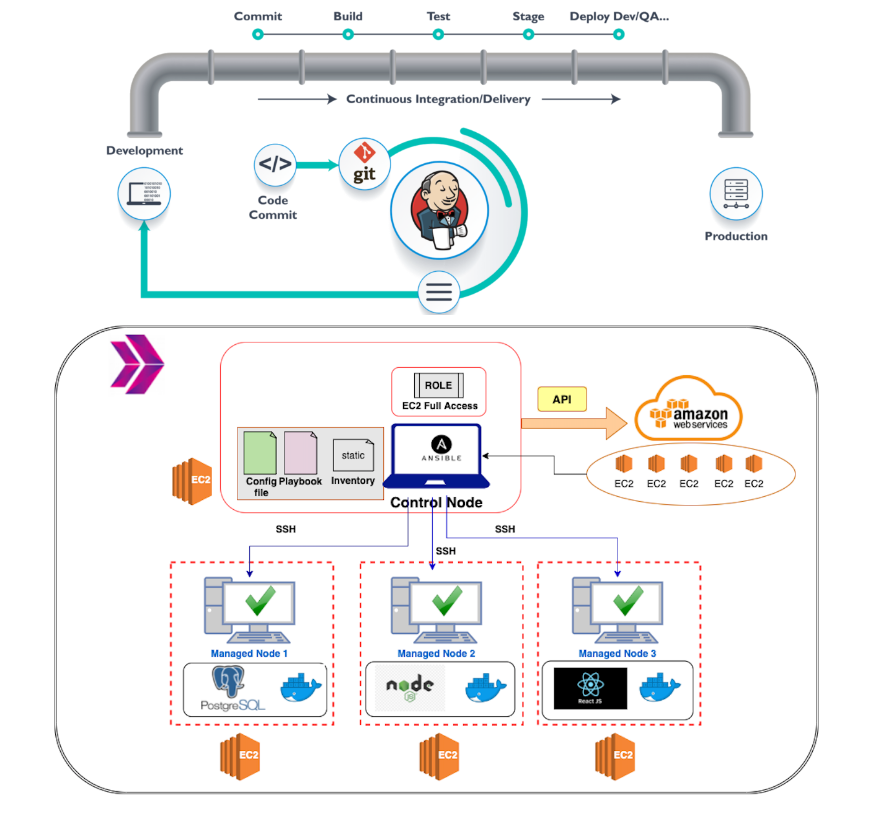 Commit
Build
Test
Stage
Deploy Dev/QA...
Continuous Integration/Delivery
Development
</>
git
Code
Commit
Production
ROLE
EC2 Full Access
API
amazon
web services
static
ANSIBLE
Config
file
Playbook
Inventory
Control Node
EC2
EC2
EC2
EC2
EC2
EC2
SSH
SSH
SSH
Managed Node 1
Managed Node 2
Managed Node 3
PostgreSQL
node
JS
React JS
EC2
EC2
EC2